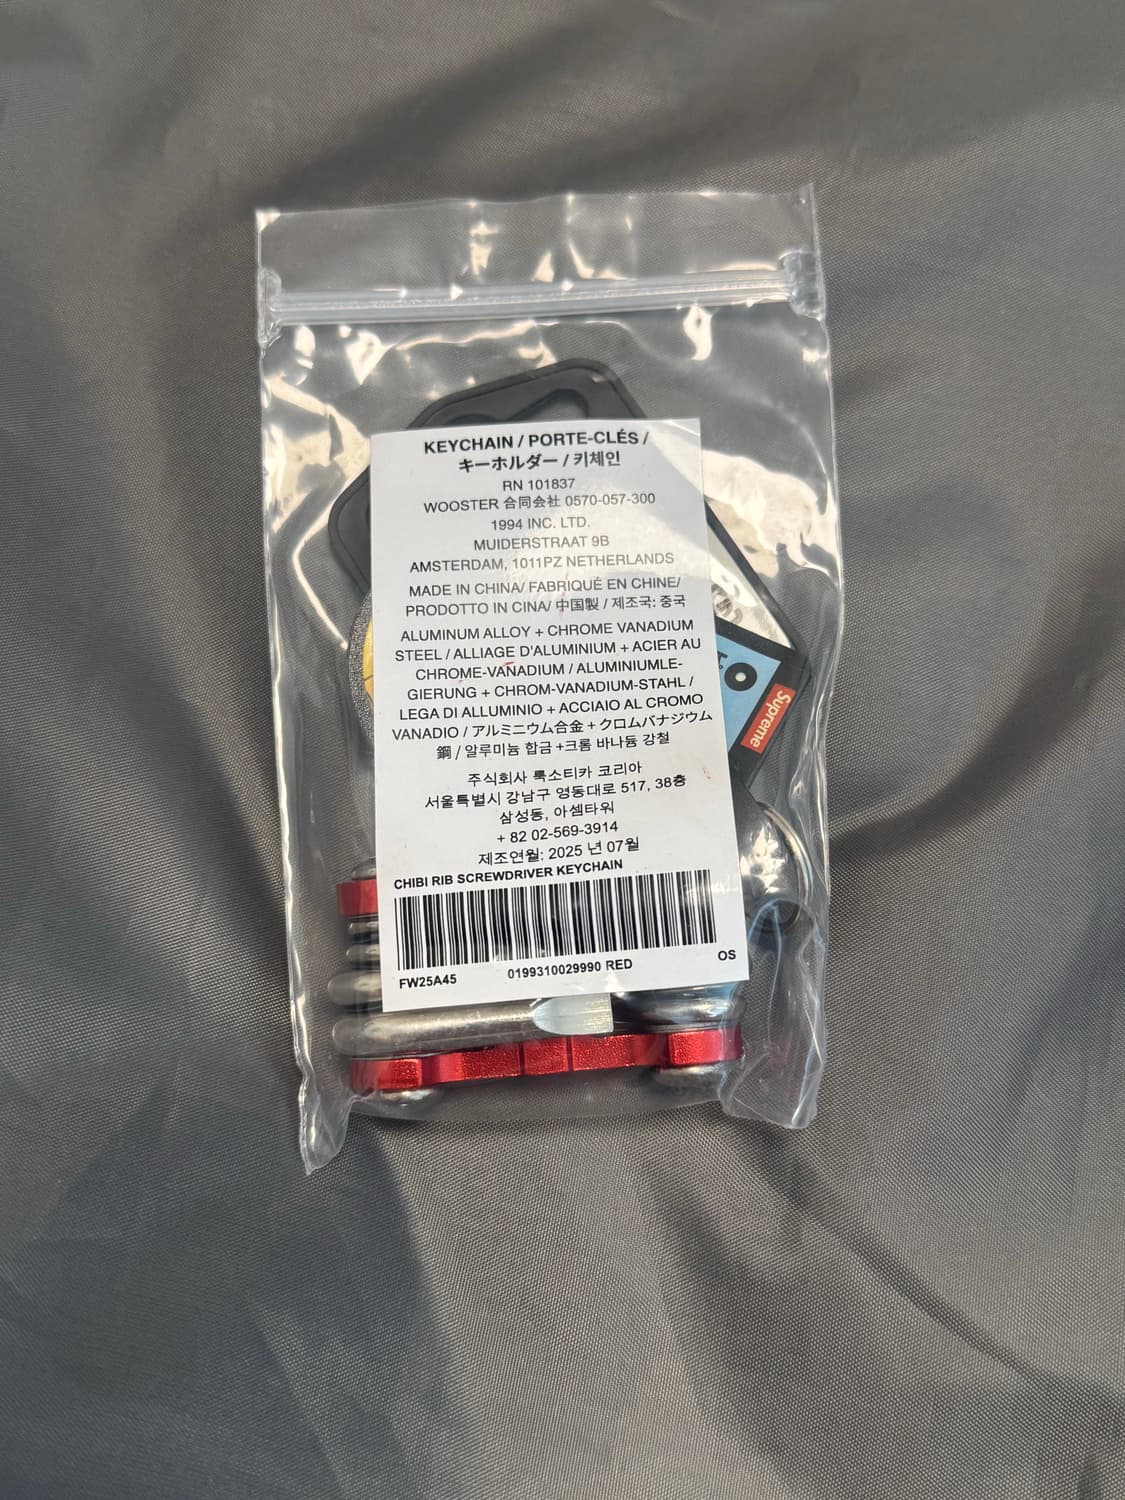 KEYCHAIN / PORTE-CLÉS /
キーホルダー / 키체인
RN 101837
WOOSTER 合同会社 0570-057-300
1994 INC. LTD.
MUIDERSTRAAT 9B
AMSTERDAM, 1011PZ NETHERLANDS
MADE IN CHINA/ FABRIQUÉ EN CHINE/
PRODOTTO IN CINA/ 中国製 / 제조국: 중국
ALUMINUM ALLOY + CHROME VANADIUM
STEEL / ALLIAGE D'ALUMINIUM + ACIER AU
CHROME-VANADIUM / ALUMINIUMLE-
GIERUNG + CHROM-VANADIUM-STAHL /
LEGA DI ALLUMINIO + ACCIAIO AL CROMO
VANADIO / アルミニウム合金 + クロムバナジウム
鋼 / 알루미늄 합금 +크롬 바나듐 강철
주식회사 룩소티카 코리아
서울특별시 강남구 영동대로 517, 38층
삼성동, 아셈타워
+ 82 02-569-3914
제조연월: 2025 년 07월
CHIBI RIB SCREWDRIVER KEYCHAIN
FW25A45 0199310029990 RED OS
Supreme